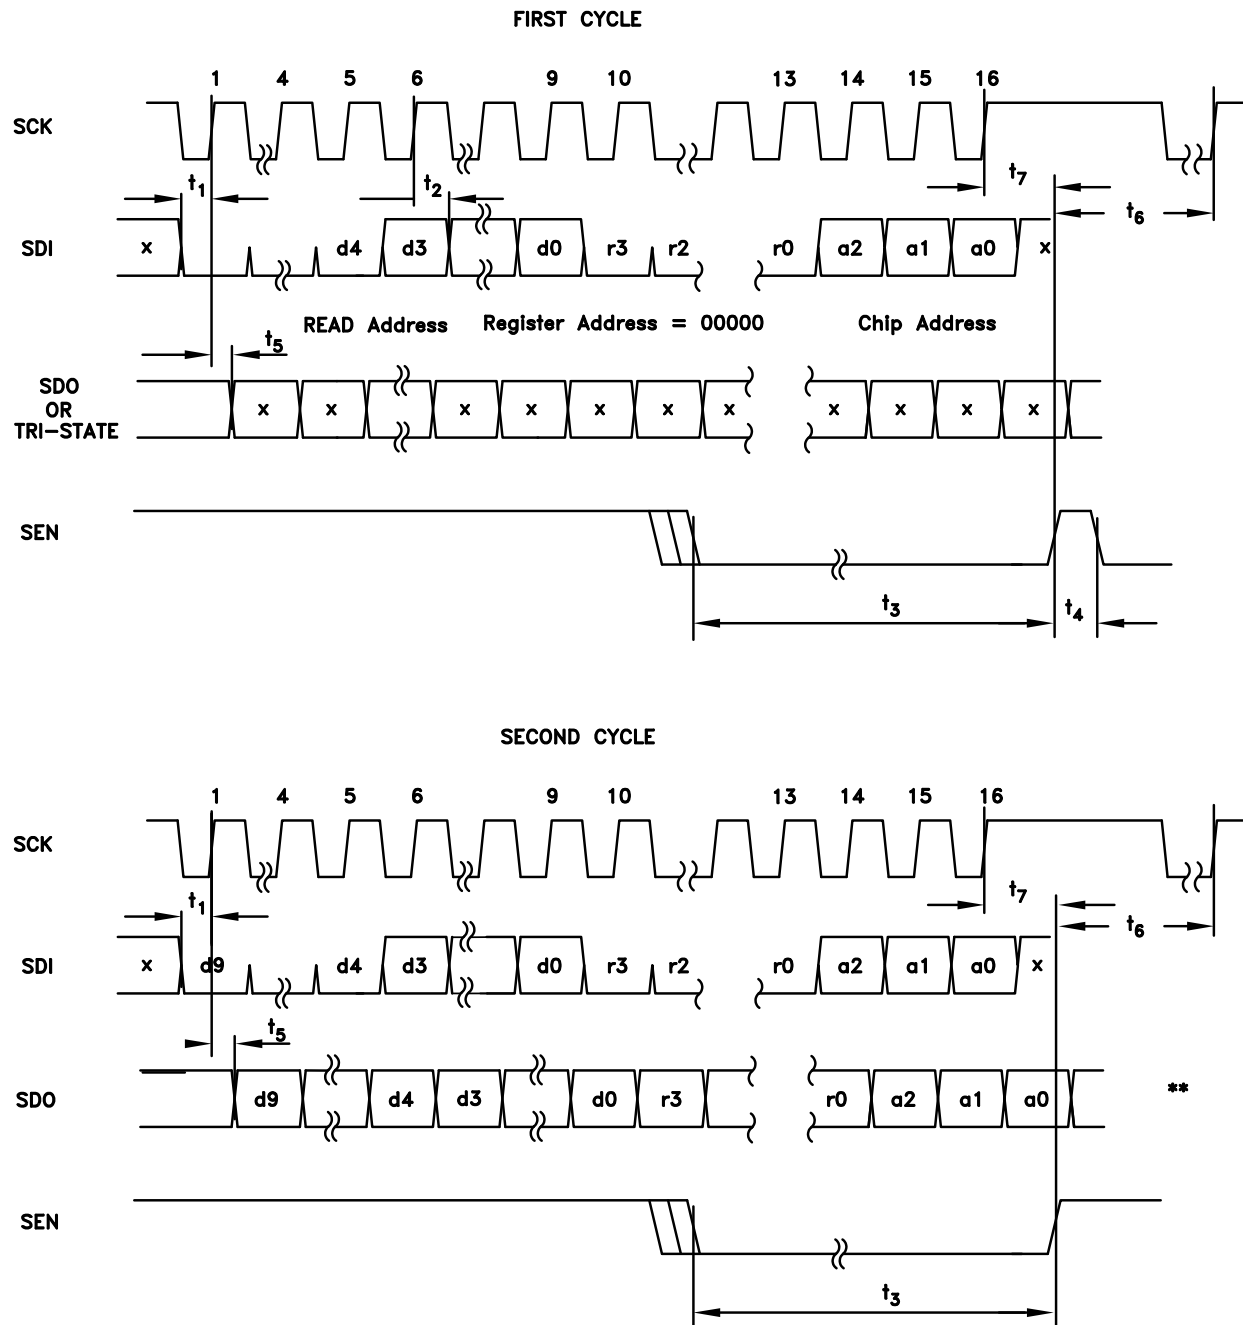 FIRST CYCLE
1 4 5 6 9 10 13 14 15 16
SCK
t1 t2 t7 t6
SDI x d4 d3 d0 r3 r2 r0 a2 a1 a0 x
READ Address Register Address = 00000 Chip Address
t5
SDO
OR
TRI-STATE
x x x x x x x x x x x
SEN
t3 t4
SECOND CYCLE
1 4 5 6 9 10 13 14 15 16
SCK
t1 t7 t6
SDI x d9 d4 d3 d0 r3 r2 r0 a2 a1 a0 x
t5
SDO d9 d4 d3 d0 r3 r0 a2 a1 a0 **
SEN
t3